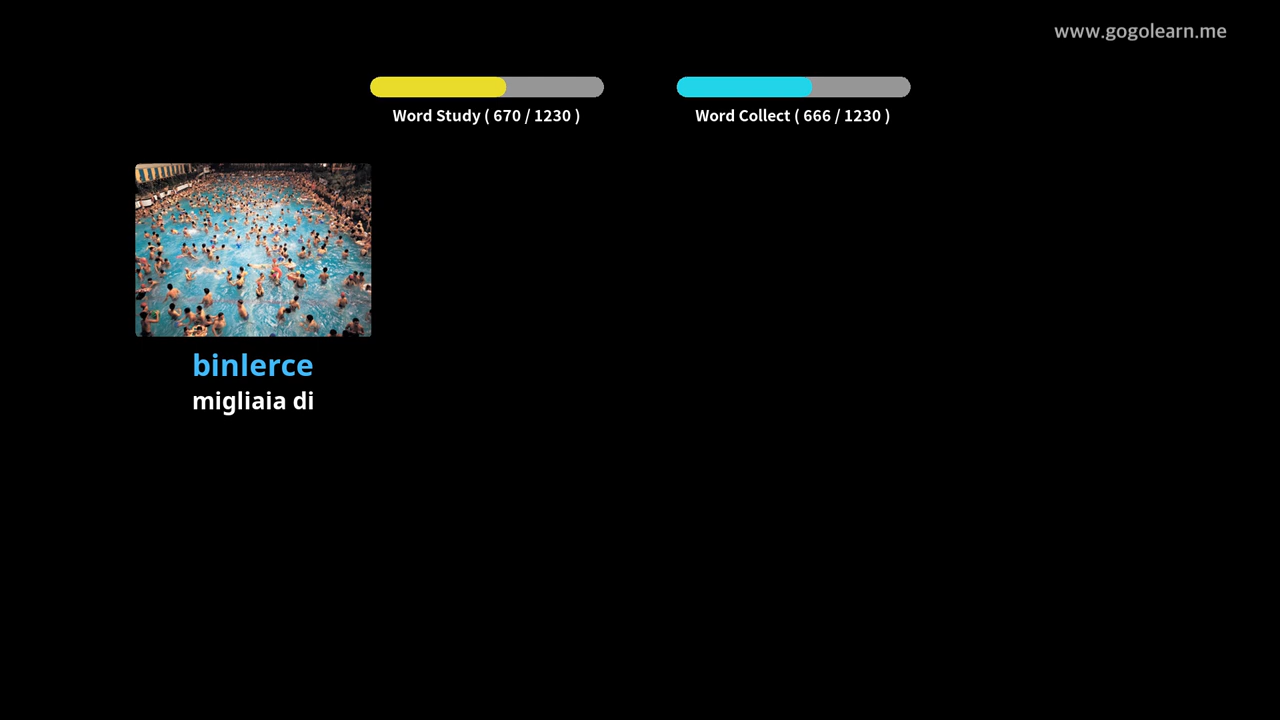 www.gogolearn.me
Word Study ( 670 / 1230 )
Word Collect ( 666 / 1230 )
binlerce
migliaia di